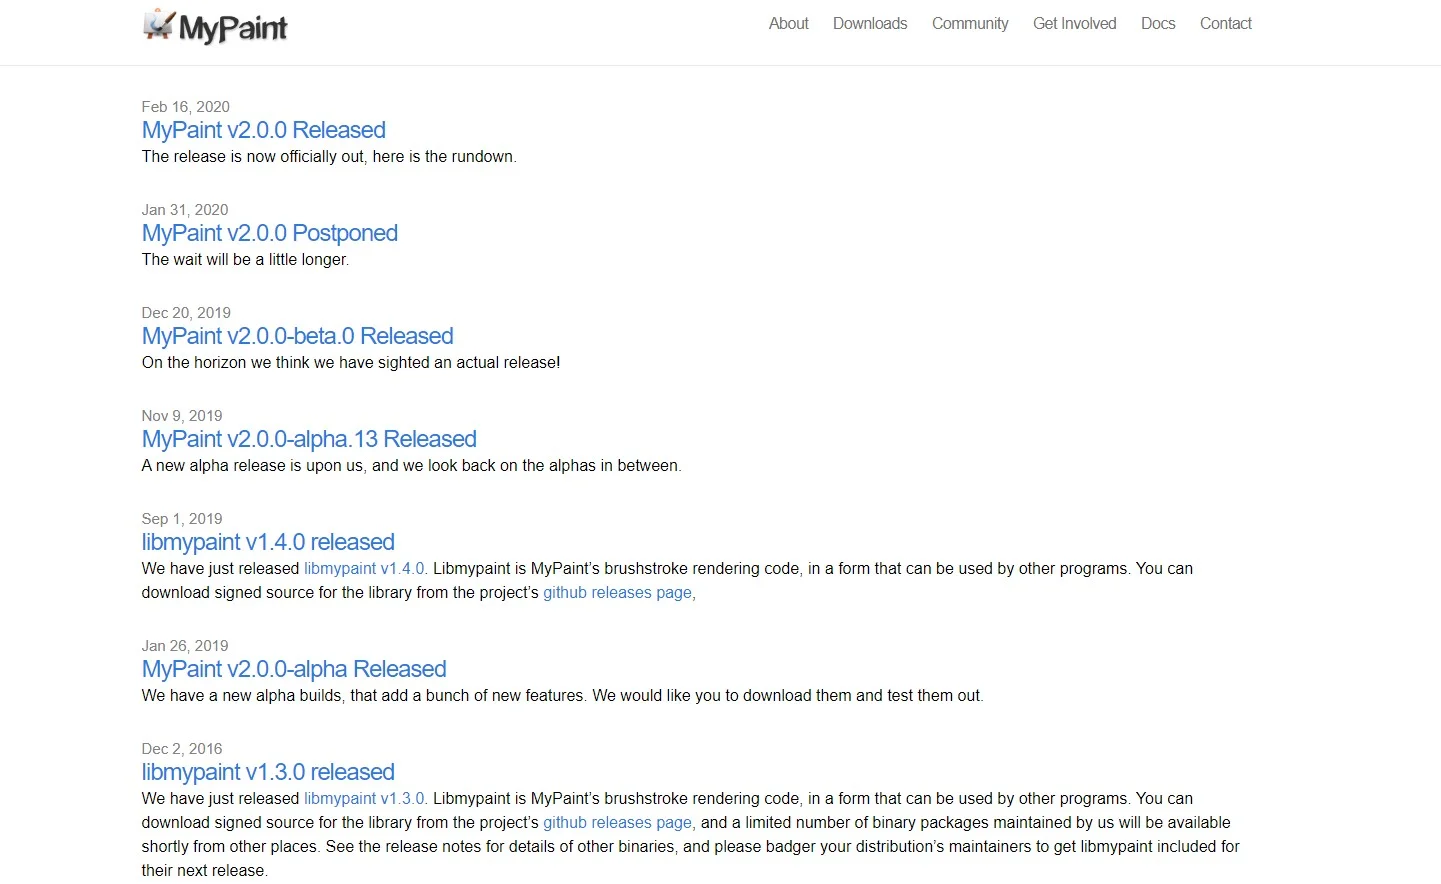 MyPaint
About Downloads Community Get Involved Docs Contact
Feb 16, 2020
MyPaint v2.0.0 Released
The release is now officially out, here is the rundown.
Jan 31, 2020
MyPaint v2.0.0 Postponed
The wait will be a little longer.
Dec 20, 2019
MyPaint v2.0.0-beta.0 Released
On the horizon we think we have sighted an actual release!
Nov 9, 2019
MyPaint v2.0.0-alpha.13 Released
A new alpha release is upon us, and we look back on the alphas in between.
Sep 1, 2019
libmypaint v1.4.0 released
We have just released libmypaint v1.4.0. Libmypaint is MyPaint’s brushstroke rendering code, in a form that can be used by other programs. You can
download signed source for the library from the project’s github releases page,
Jan 26, 2019
MyPaint v2.0.0-alpha Released
We have a new alpha builds, that add a bunch of new features. We would like you to download them and test them out.
Dec 2, 2016
libmypaint v1.3.0 released
We have just released libmypaint v1.3.0. Libmypaint is MyPaint’s brushstroke rendering code, in a form that can be used by other programs. You can
download signed source for the library from the project’s github releases page, and a limited number of binary packages maintained by us will be available
shortly from other places. See the release notes for details of other binaries, and please badger your distribution’s maintainers to get libmypaint included for
their next release.